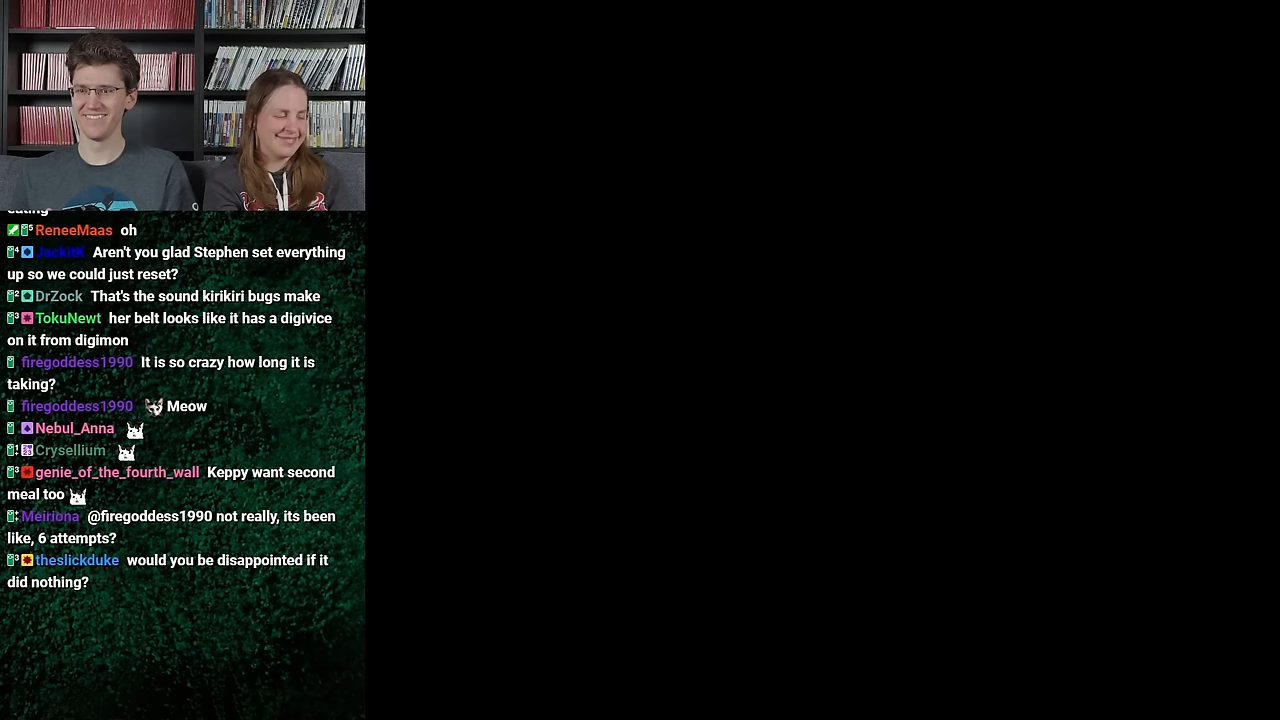 eating
ReneeMaas oh
JackitK Aren't you glad Stephen set everything
up so we could just reset?
DrZock That's the sound kirikiri bugs make
TokuNewt her belt looks like it has a digivice
on it from digimon
firegoddess1990 It is so crazy how long it is
taking?
firegoddess1990 Meow
Nebul_Anna
Crysellium
genie_of_the_fourth_wall Keppy want second
meal too
Meiriona @firegoddess1990 not really, its been
like, 6 attempts?
theslickduke would you be disappointed if it
did nothing?